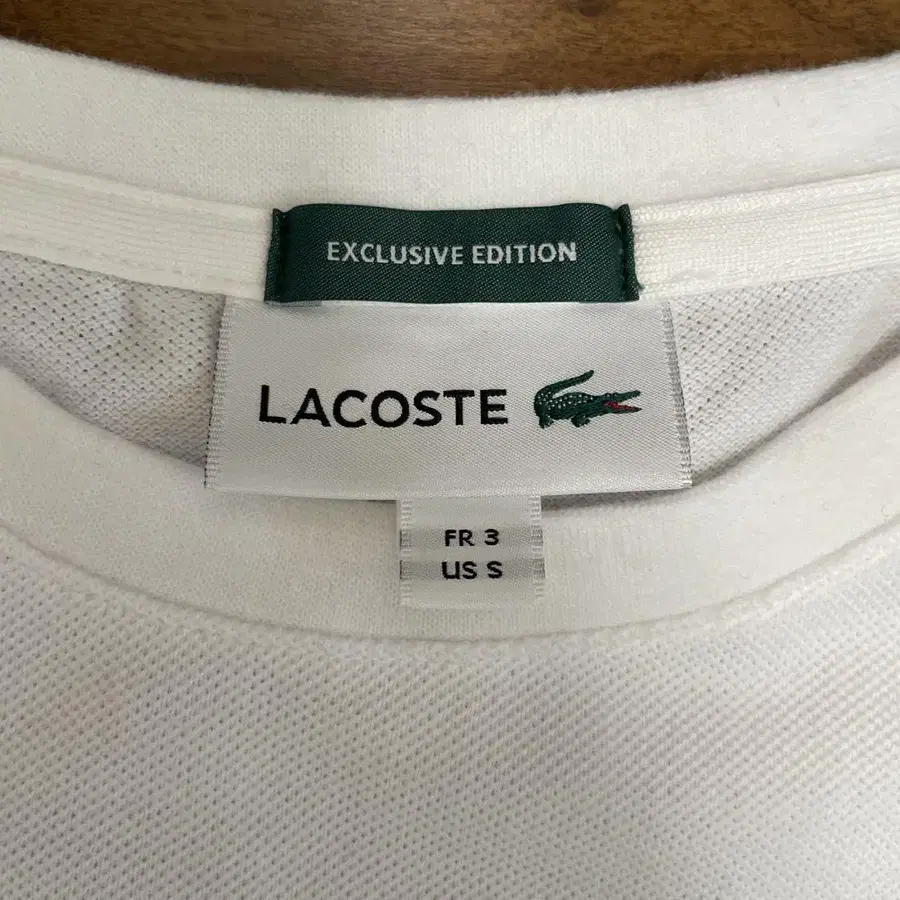 EXCLUSIVE EDITION
LACOSTE
FR 3
US S